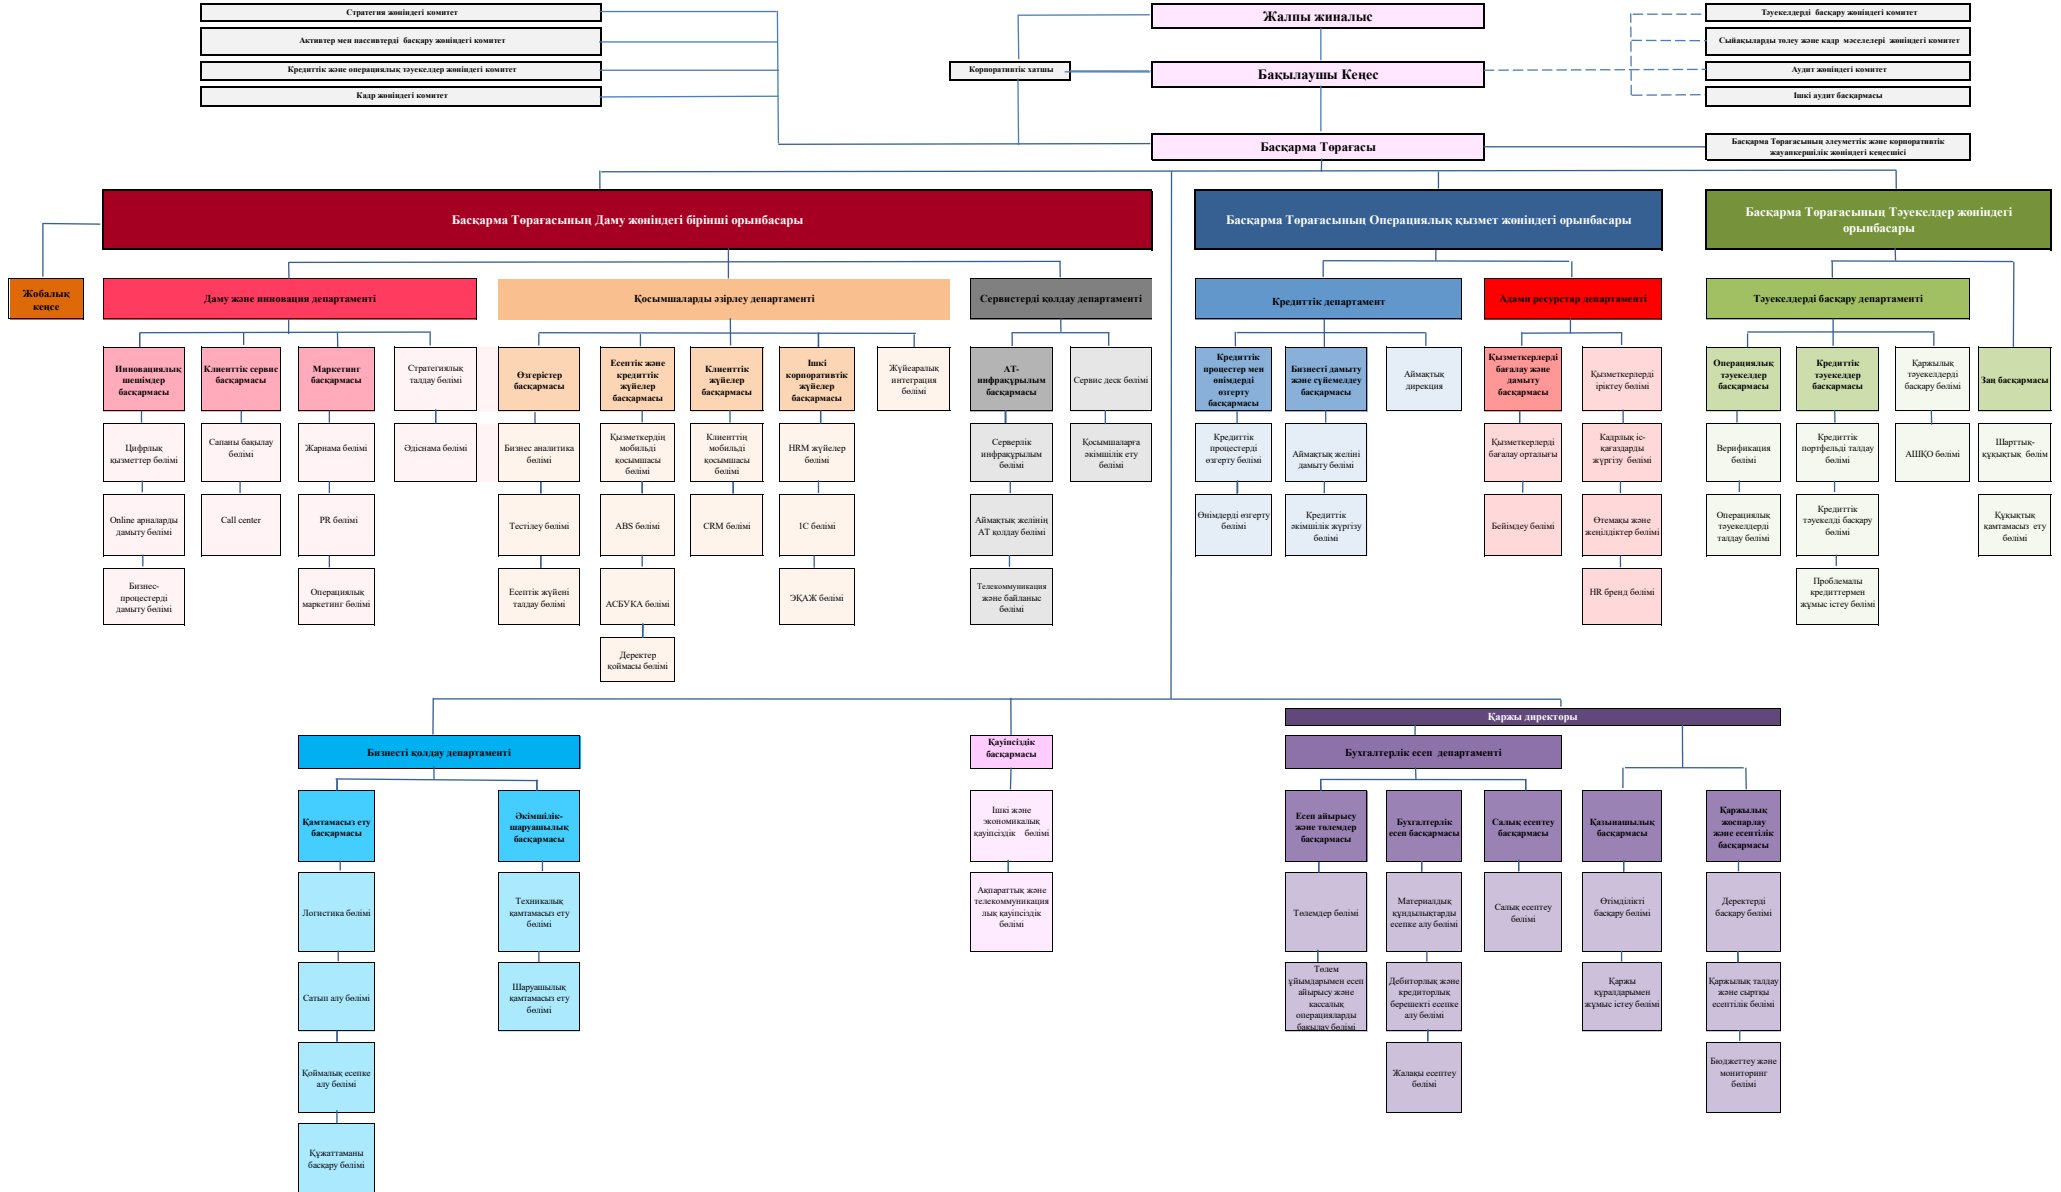 Стратегия жөніндегі комитет
Активтер мен пассивтерді басқару жөніндегі комитет
Кредиттік және операциялық тәуекелдер жөніндегі комитет
Кадр жөніндегі комитет
Корпоративтік хатшы
Жалпы жиналыс
Бақылаушы Кеңес
Басқарма Төрағасы
Тәуекелдерді басқару жөніндегі комитет
Сыйақыларды төлеу және кадр мәселелері жөніндегі комитет
Аудит жөніндегі комитет
Ішкі аудит басқармасы
Басқарма Төрағасының әлеуметтік және корпоративтік
жауапкершілік жөніндегі кеңесшісі
Басқарма Төрағасының Даму жөніндегі бірінші орынбасары
Басқарма Төрағасының Операциялық қызмет жөніндегі орынбасары
Басқарма Төрағасының Тәуекелдер жөніндегі
орынбасары
Жобалық
кеңсе
Даму және инновация департаменті
Қосымшаларды әзірлеу департаменті
Сервистерді қолдау департаменті
Кредиттік департамент
Адами ресурстар департаменті
Тәуекелдерді басқару департаменті
Инновациялық
шешімдер
басқармасы
Клиенттік сервис
басқармасы
Маркетинг
басқармасы
Стратегиялық
талдау бөлімі
Өзгерістер
басқармасы
Есептік және
кредиттік
жүйелер
басқармасы
Клиенттік
жүйелер
басқармасы
Ішкі
корпоративтік
жүйелер
басқармасы
Жүйеаралық
интеграция
бөлімі
АТ-
инфрақұрылым
басқармасы
Сервис деск бөлімі
Кредиттік
процестер мен
өнімдерді
өзгерту
басқармасы
Бизнесті дамыту
және сүйемелдеу
басқармасы
Аймақтық
дирекция
Қызметкерлерді
бағалау және
дамыту
басқармасы
Қызметкерлерді
іріктеу бөлімі
Операциялық
тәуекелдер
басқармасы
Кредиттік
тәуекелдер
басқармасы
Қаржылық
тәуекелдерді
басқару бөлімі
Заң басқармасы
Цифрлық
қызметтер бөлімі
Сапаны бақылау
бөлімі
Жарнама бөлімі
Әдіснама бөлімі
Бизнес аналитика
бөлімі
Қызметкердің
мобильді
қосымшасы
бөлімі
Клиенттің
мобильді
қосымшасы
бөлімі
HRM жүйелер
бөлімі
Серверлік
инфрақұрылым
бөлімі
Қосымшаларға
әкімшілік ету
бөлімі
Кредиттік
процестерді
өзгерту бөлімі
Аймақтық желіні
дамыту бөлімі
Қызметкерлерді
бағалау орталығы
Кадрлық іс-
қағаздарды
жүргізу бөлімі
Верификация
бөлімі
Кредиттік
портфельді талдау
бөлімі
АШҚО бөлімі
Шарттық-
құқықтық бөлім
Online арналарды
дамыту бөлімі
Call center
PR бөлімі
Тестілеу бөлімі
ABS бөлімі
CRM бөлімі
1С бөлімі
Аймақтық желінің
АТ қолдау бөлімі
Өнімдерді өзгерту
бөлімі
Кредиттік
әкімшілік жүргізу
бөлімі
Бейімдеу бөлімі
Өтемақы және
жеңілдіктер бөлімі
Операциялық
тәуекелдерді
талдау бөлімі
Кредиттік
тәуекелді басқару
бөлімі
Құқықтық
қамтамасыз ету
бөлімі
Бизнес-
процестерді
дамыту бөлімі
Операциялық
маркетинг бөлімі
Есептік жүйені
талдау бөлімі
АСБУКА бөлімі
ЭҚАЖ бөлімі
Телекоммуникация
және байланыс
бөлімі
HR бренд бөлімі
Проблемалы
кредиттермен
жұмыс істеу бөлімі
Деректер
қоймасы бөлімі
Қаржы директоры
Бизнесті қолдау департаменті
Қауіпсіздік
басқармасы
Бухгалтерлік есеп департаменті
Қамтамасыз ету
басқармасы
Әкімшілік-
шаруашылық
басқармасы
Ішкі және
экономикалық
қауіпсіздік бөлімі
Есеп айырысу
және төлемдер
басқармасы
Бухгалтерлік
есеп басқармасы
Салық есептеу
басқармасы
Қазынашылық
басқармасы
Қаржылық
жоспарлау
және есептілік
басқармасы
Логистика бөлімі
Техникалық
қамтамасыз ету
бөлімі
Ақпараттық және
телекоммуникация
лық қауіпсіздік
бөлімі
Төлемдер бөлімі
Материалдық
құндылықтарды
есепке алу бөлімі
Салық есептеу
бөлімі
Өтімділікті
басқару бөлімі
Деректерді
басқару бөлімі
Сатып алу бөлімі
Шаруашылық
қамтамасыз ету
бөлімі
Төлем
ұйымдарымен есеп
айырысу және
кассалық
операцияларды
бақылау бөлімі
Дебиторлық және
кредиторлық
берешекті есепке
алу бөлімі
Қаржы
құралдарымен
жұмыс істеу бөлімі
Қаржылық талдау
және сыртқы
есептілік бөлімі
Қоймалық есепке
алу бөлімі
Жалақы есептеу
бөлімі
Бюджеттеу және
мониторинг
бөлімі
Құжаттаманы
басқару бөлімі